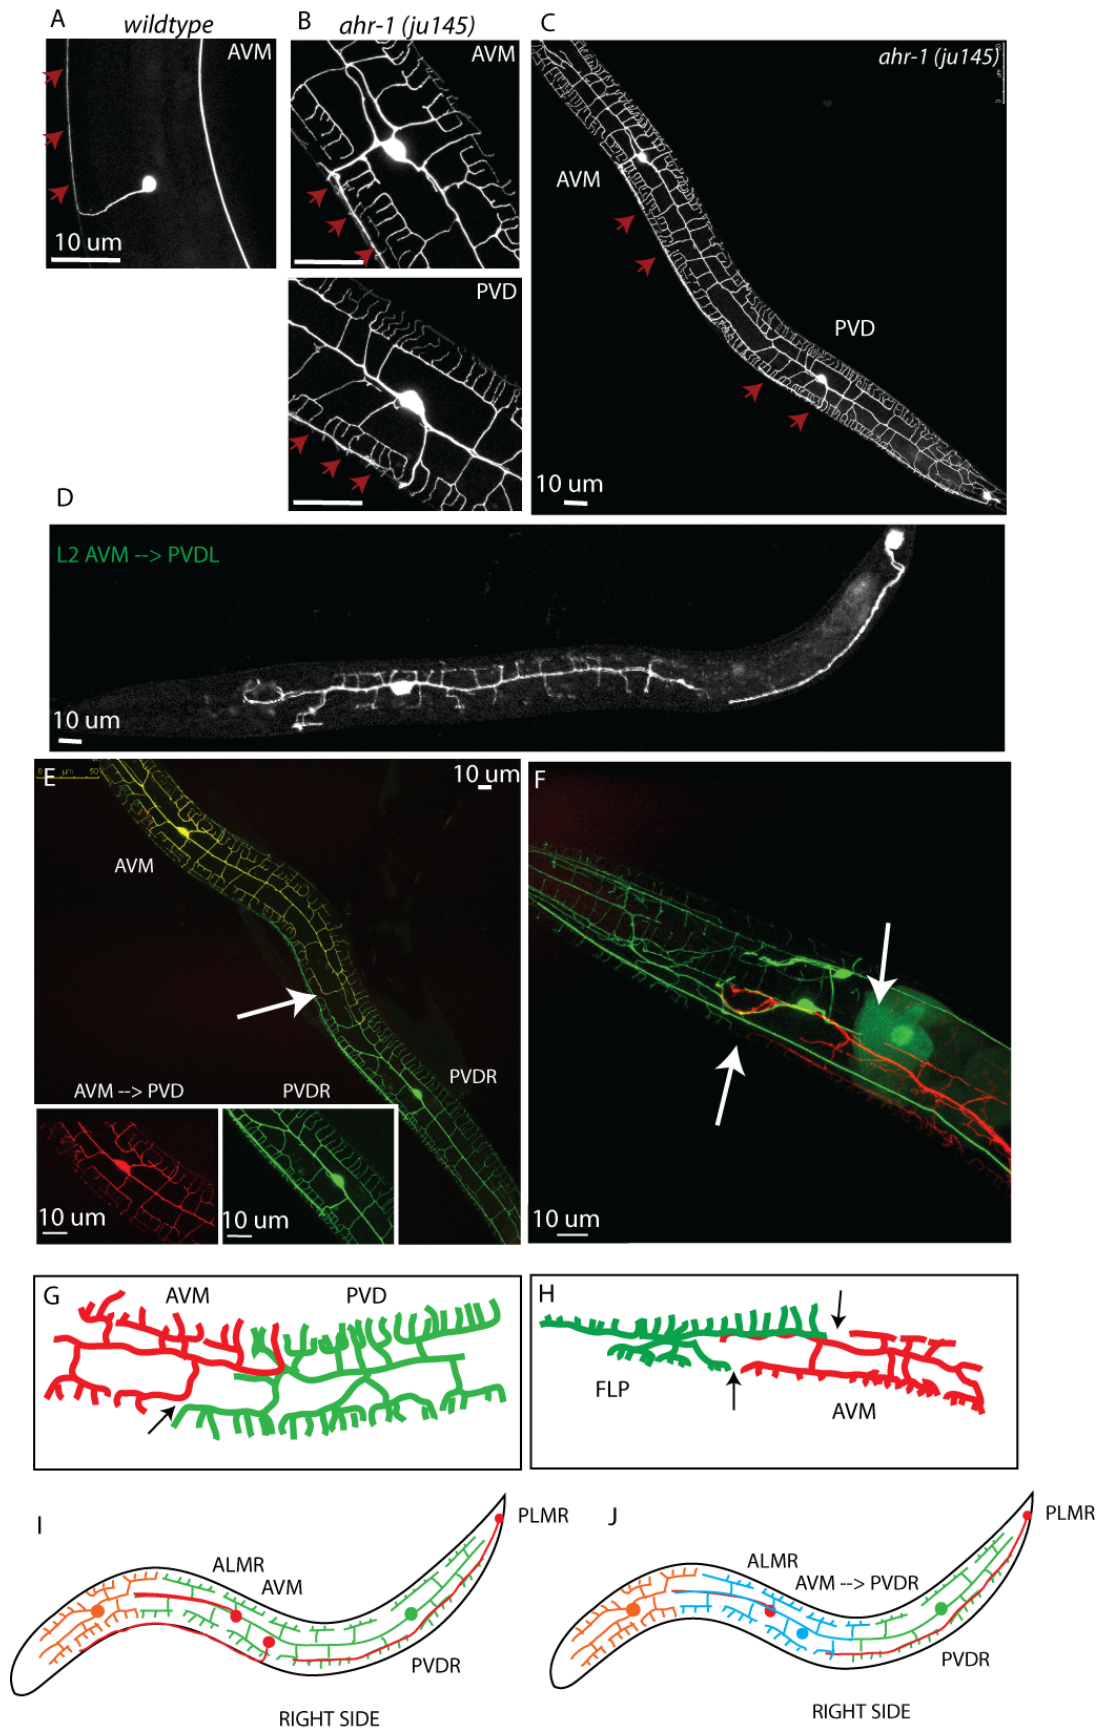 A
wildtype
AVM
10 um
B
ahr-1 (ju145)
AVM
PVD
C
ahr-1 (ju145)
AVM
PVD
10 um
D
L2 AVM --> PVDL
10 um
E
10 um
50
AVM
PVDR
AVM --> PVD
PVDR
10 um
10 um
F
10 um
G
AVM
PVD
H
FLP
AVM
I
PLMR
ALMR
AVM
PVDR
RIGHT SIDE
J
PLMR
ALMR
AVM --> PVDR
PVDR
RIGHT SIDE